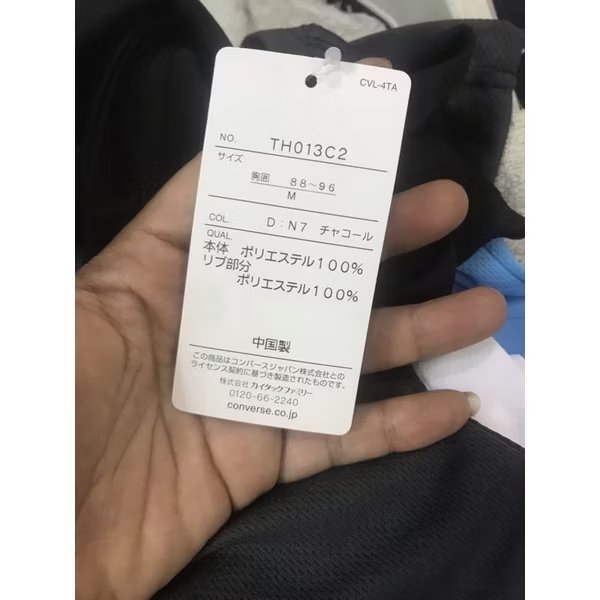 CVL-4TA
NO. TH013C2
サイズ
胸囲 88~96
M
COL. D:N7 チャコール
QUAL.
本体 ポリエステル100%
リブ部分
ポリエステル100%
中国製
この商品はコンバースジャパン株式会社との
ライセンス契約に基づき製造されたものです。
株式会社 カイタックファミリー
0120-66-2240
converse.co.jp